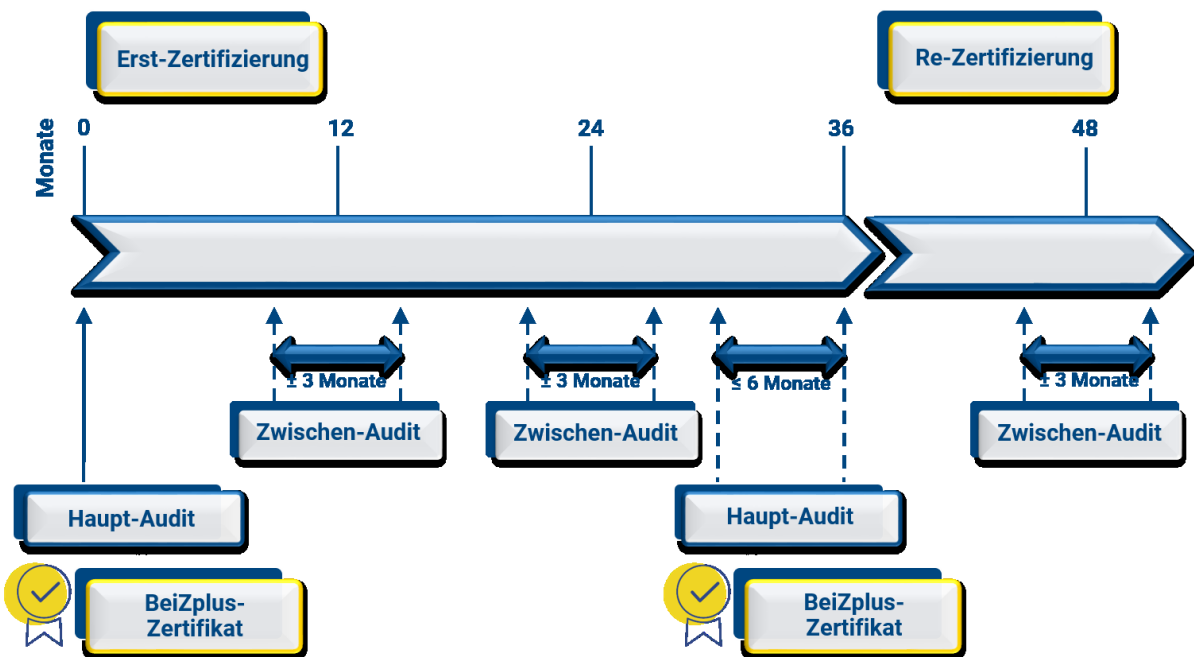 Erst-Zertifizierung
Re-Zertifizierung
Monate
0
12
24
36
48
± 3 Monate
± 3 Monate
≤ 6 Monate
± 3 Monate
Zwischen-Audit
Zwischen-Audit
Zwischen-Audit
Haupt-Audit
Haupt-Audit
BeiZplus-
Zertifikat
BeiZplus-
Zertifikat